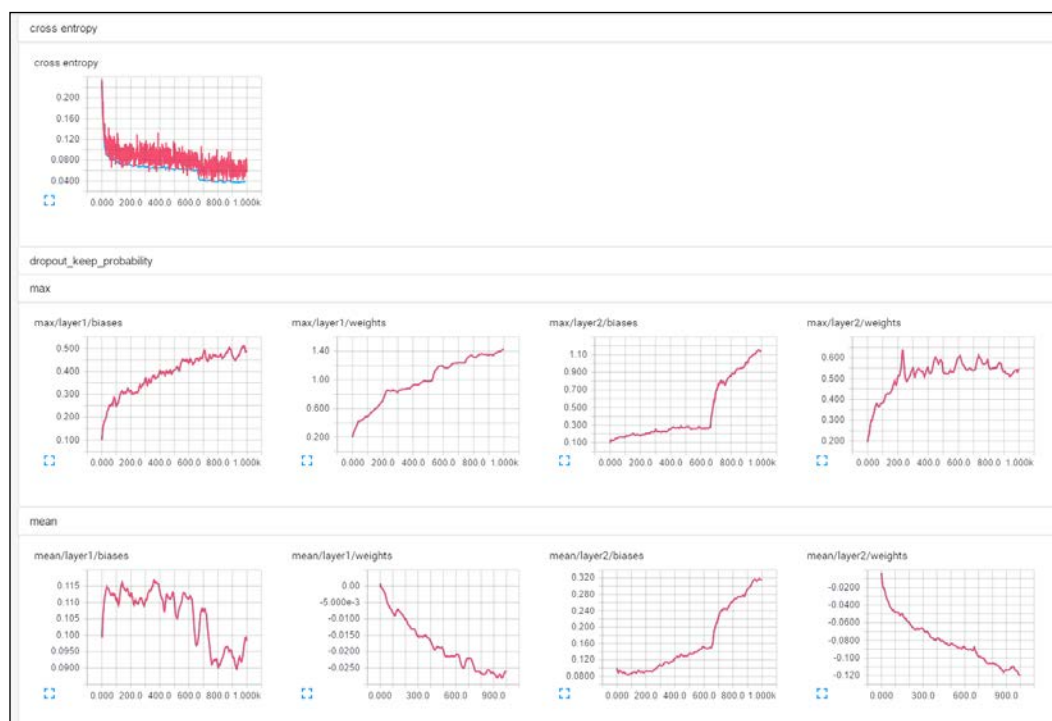 cross entropy
cross entropy
0.200
0.120
0.0800
0.0400
0.000 200.0 400.0 600.0 800.0 1.000k
dropout_keep_probability
max
max/layer1/biases max/layer1/weights max/layer2/biases max/layer2/weights
0.500 1.40 1.10 0.600
0.400 1.00 0.900 0.500
0.300 0.600 0.700 0.400
0.200 0.200 0.500 0.300
0.100 0.300 0.200
0.100
0.000 200.0 400.0 600.0 800.0 1.000k 0.000 200.0 400.0 600.0 800.0 1.000k 0.000 200.0 400.0 600.0 800.0 1.000k 0.000 200.0 400.0 600.0 800.0 1.000k
mean
mean/layer1/biases mean/layer1/weights mean/layer2/biases mean/layer2/weights
0.115 0.00 0.320 -0.0200
0.110 -5.000e-3 0.280 -0.0400
0.105 -0.0100 0.240 -0.0600
0.100 -0.0150 0.200 -0.0800
0.0950 -0.0200 0.160 -0.100
0.0900 -0.0250 0.120 -0.120
0.0800
0.000 200.0 400.0 600.0 800.0 1.000k 0.000 300.0 600.0 900.0 0.000 200.0 400.0 600.0 800.0 1.000k 0.000 300.0 600.0 900.0